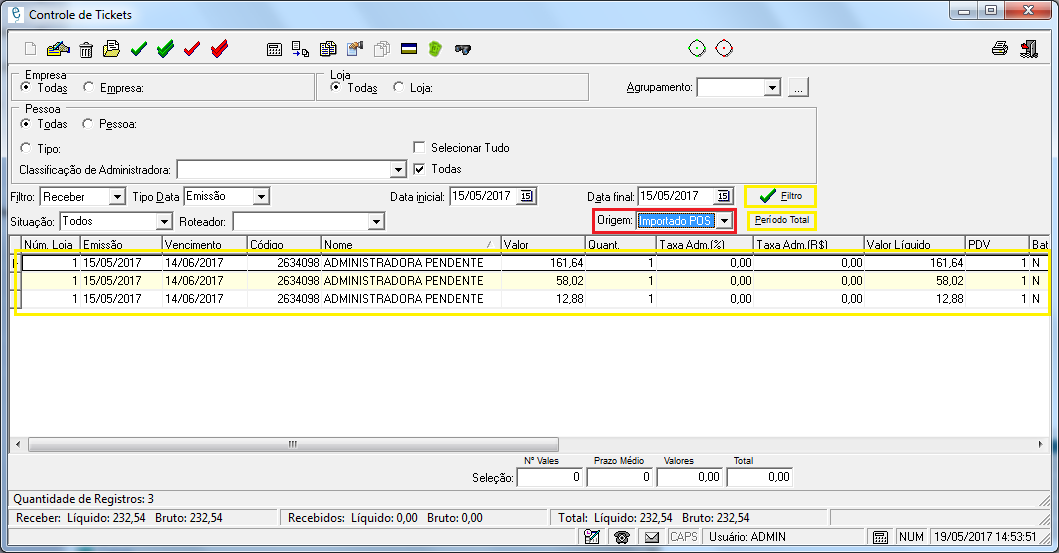 Controle de Tickets
Empresa
Todas Empresa:
Loja
Todas Loja:
Agrupamento:
...
Pessoa
Todas Pessoa:
Tipo:
Selecionar Tudo
Classificação de Administradora:
Todas
Filtro: Receber Tipo Data Emissão Data inicial: 15/05/2017 15 Data final: 15/05/2017 15 Filtro
Situação: Todos Roteador: Origem: Importado POS Período Total
Núm. Loja Emissão Vencimento Código Nome Valor Quant. Taxa Adm.(%) Taxa Adm.(R$) Valor Líquido PDV Bat
1 15/05/2017 14/06/2017 2634098 ADMINISTRADORA PENDENTE 161,64 1 0,00 0,00 161,64 1 N
1 15/05/2017 14/06/2017 2634098 ADMINISTRADORA PENDENTE 58,02 1 0,00 0,00 58,02 1 N
1 15/05/2017 14/06/2017 2634098 ADMINISTRADORA PENDENTE 12,88 1 0,00 0,00 12,88 1 N
Nº Vales Prazo Médio Valores Total
Seleção: 0 0 0,00 0,00
Quantidade de Registros: 3
Receber: Líquido: 232,54 Bruto: 232,54 Recebidos: Líquido: 0,00 Bruto: 0,00 Total: Líquido: 232,54 Bruto: 232,54
CAPS Usuário: ADMIN NUM 19/05/2017 14:53:51